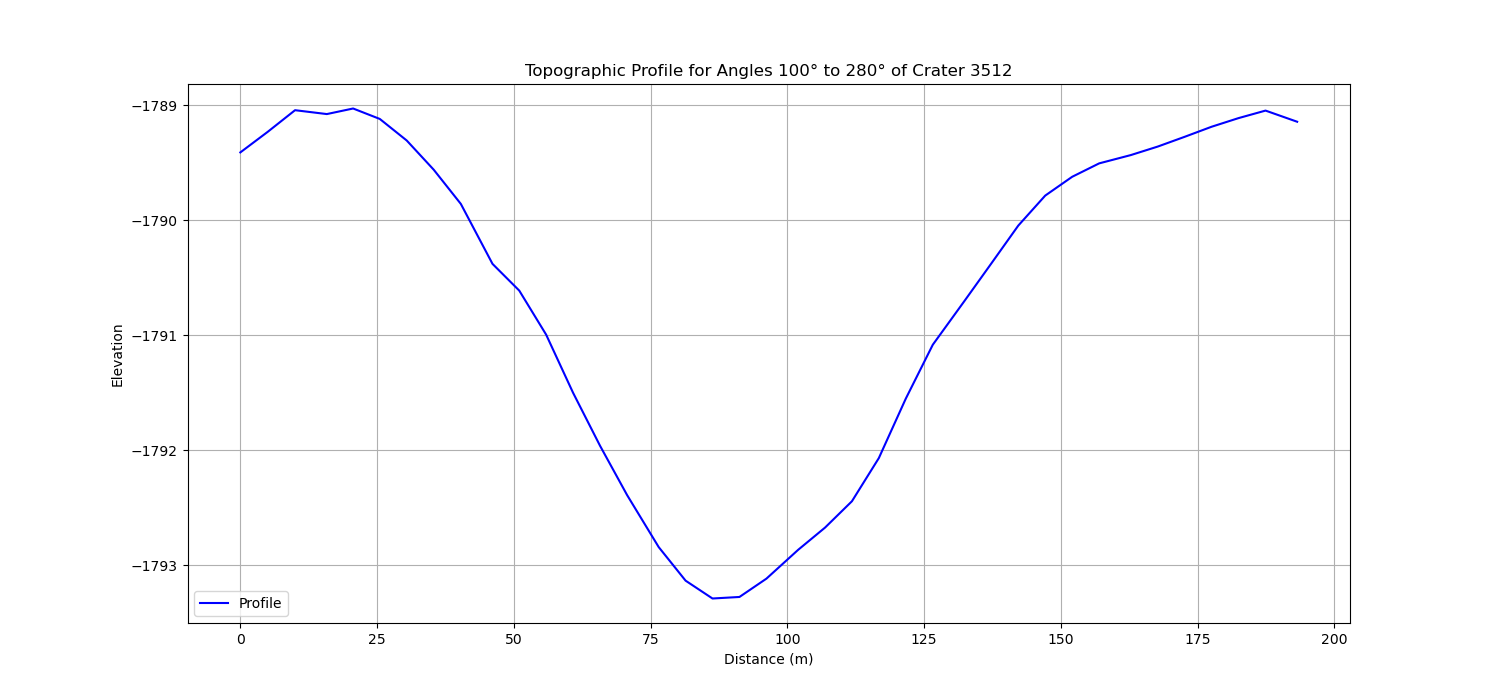 Topographic Profile for Angles 100° to 280° of Crater 3512
−1789
−1790
−1791
−1792
−1793
Elevation
Profile
0 25 50 75 100 125 150 175 200
Distance (m)